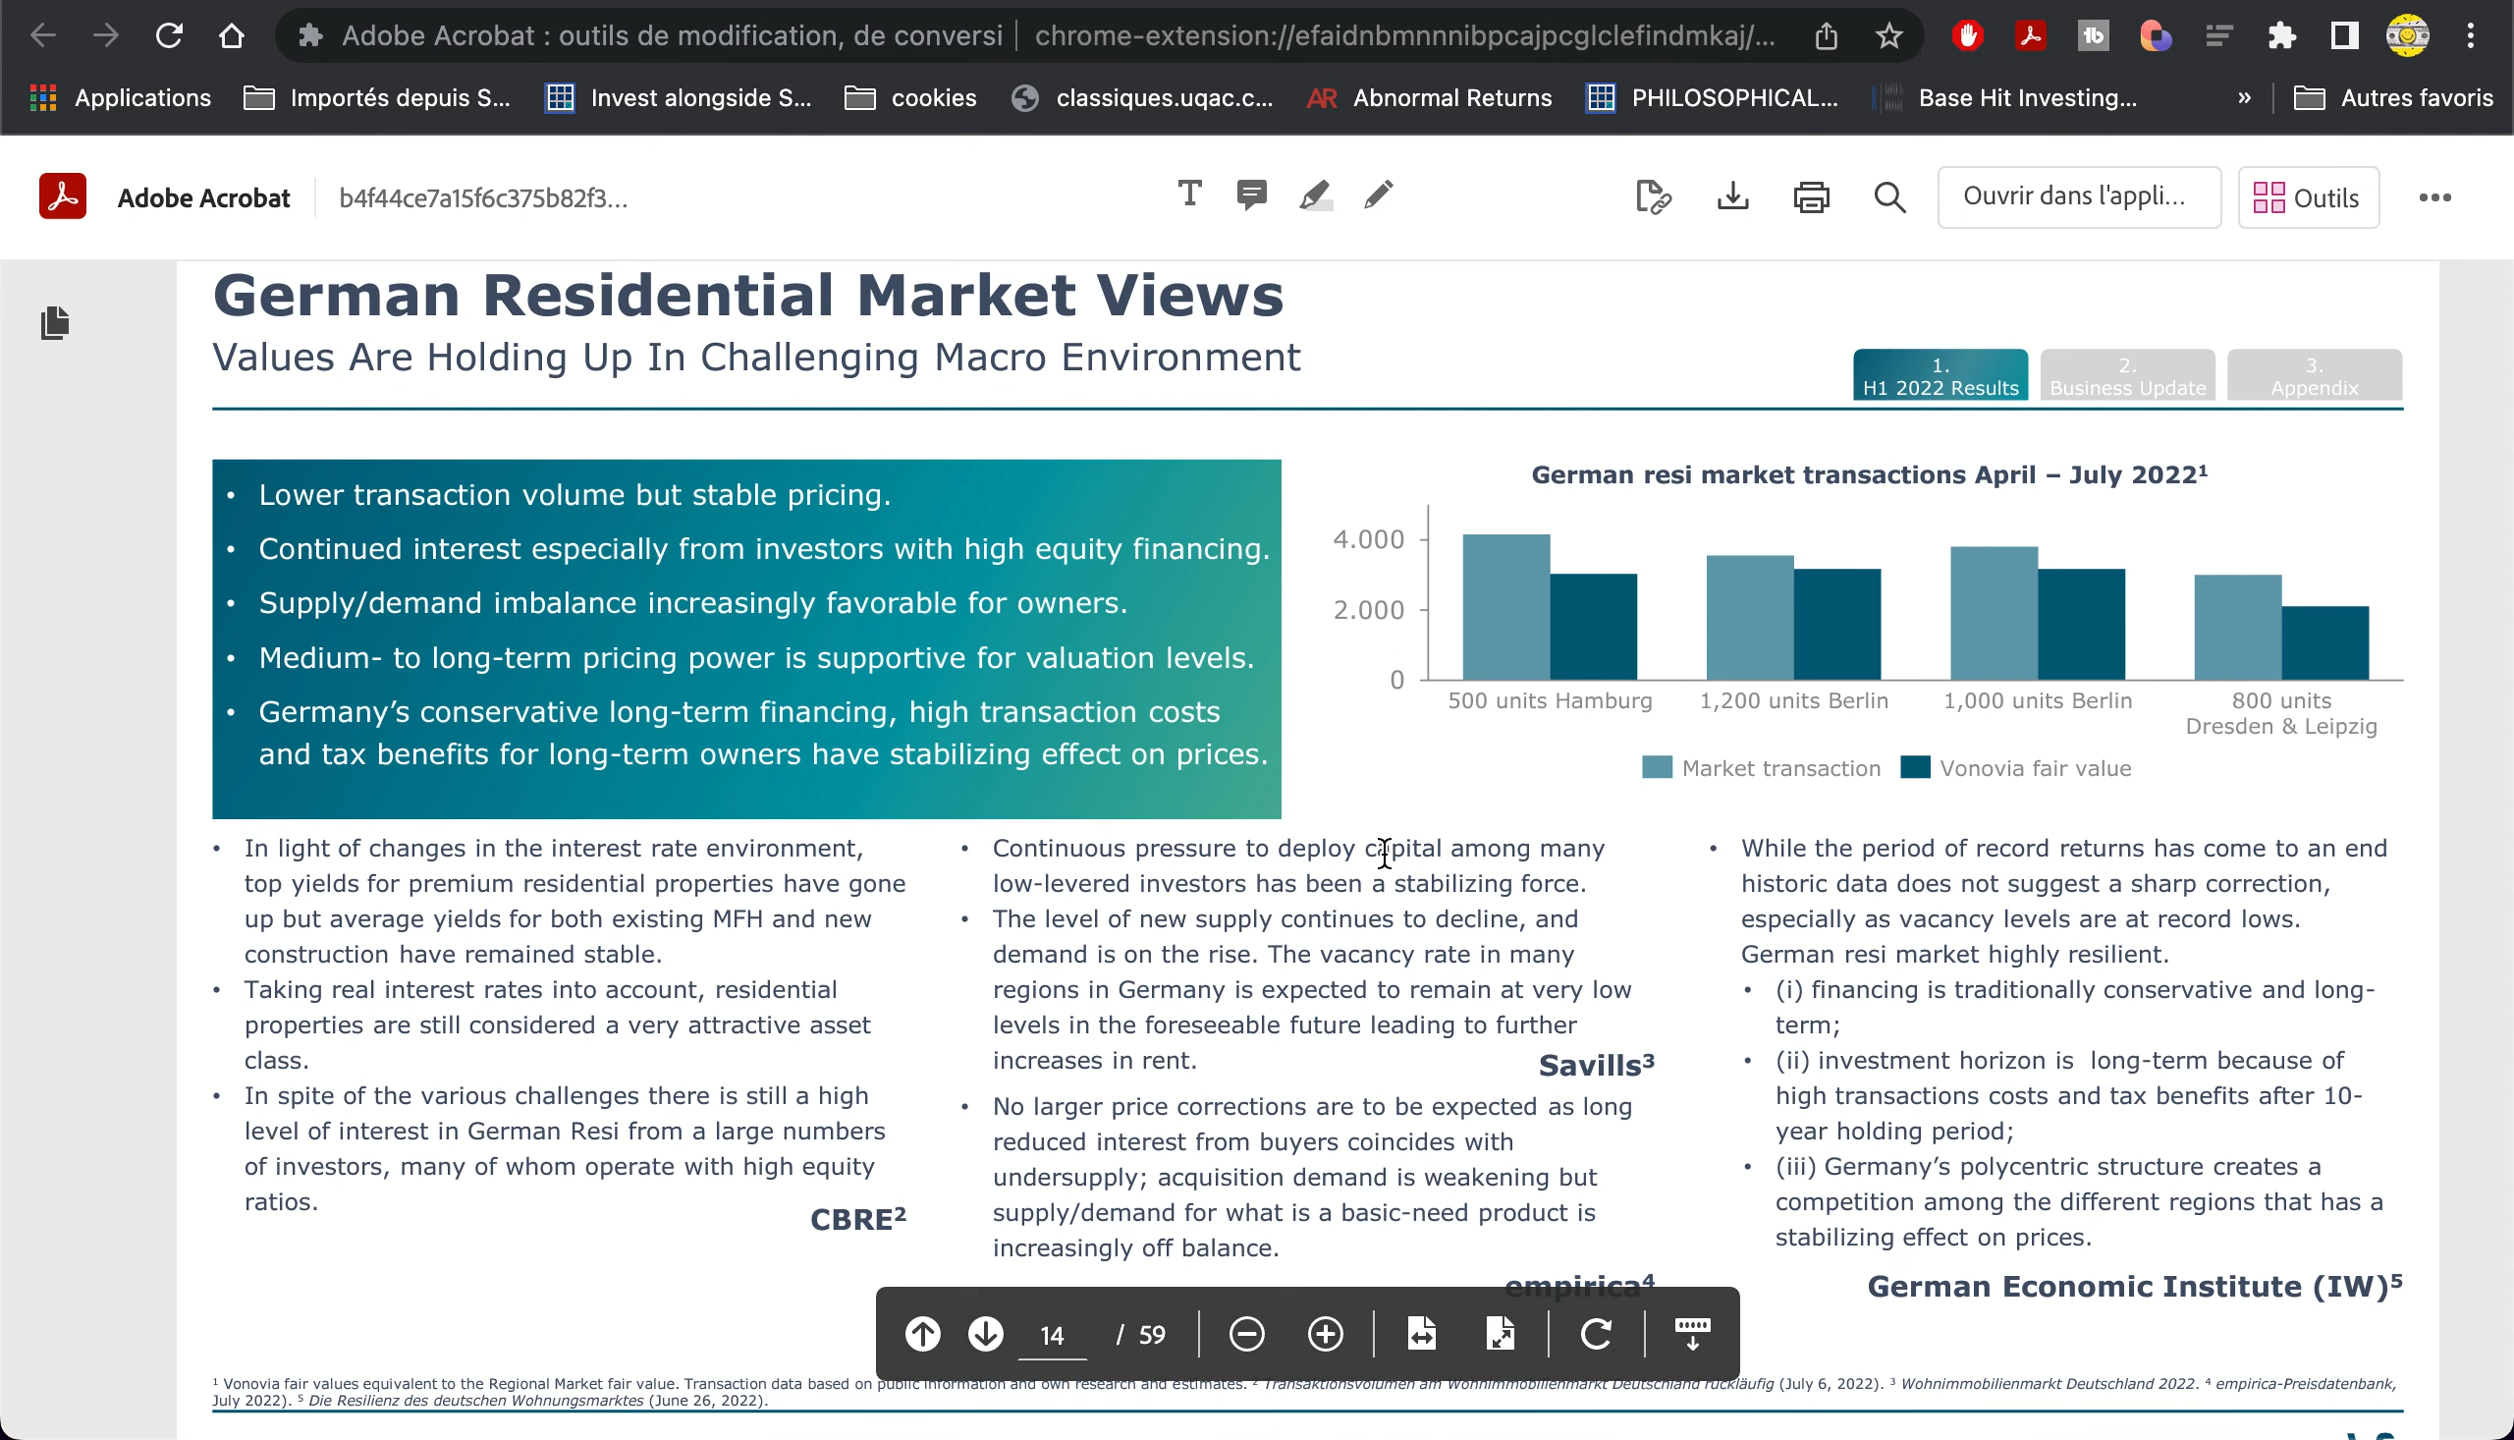 Adobe Acrobat : outils de modification, de conversi
chrome-extension://efaidnbmnnnibpcajpcglclefindmkaj/...
Applications
Importés depuis S...
Invest alongside S...
cookies
classiques.uqac.c...
AR Abnormal Returns
PHILOSOPHICAL...
Base Hit Investing...
»
Autres favoris
Adobe Acrobat
b4f44ce7a15f6c375b82f3...
Ouvrir dans l'appli...
Outils
German Residential Market Views
Values Are Holding Up In Challenging Macro Environment
1.
H1 2022 Results
2.
Business Update
3.
Appendix
• Lower transaction volume but stable pricing.
• Continued interest especially from investors with high equity financing.
• Supply/demand imbalance increasingly favorable for owners.
• Medium- to long-term pricing power is supportive for valuation levels.
• Germany’s conservative long-term financing, high transaction costs
and tax benefits for long-term owners have stabilizing effect on prices.
German resi market transactions April – July 2022¹
4.000
2.000
0
500 units Hamburg
1,200 units Berlin
1,000 units Berlin
800 units
Dresden & Leipzig
Market transaction
Vonovia fair value
• In light of changes in the interest rate environment,
top yields for premium residential properties have gone
up but average yields for both existing MFH and new
construction have remained stable.
• Taking real interest rates into account, residential
properties are still considered a very attractive asset
class.
• In spite of the various challenges there is still a high
level of interest in German Resi from a large numbers
of investors, many of whom operate with high equity
ratios.
CBRE²
• Continuous pressure to deploy capital among many
low-levered investors has been a stabilizing force.
• The level of new supply continues to decline, and
demand is on the rise. The vacancy rate in many
regions in Germany is expected to remain at very low
levels in the foreseeable future leading to further
increases in rent.
Savills³
• No larger price corrections are to be expected as long
reduced interest from buyers coincides with
undersupply; acquisition demand is weakening but
supply/demand for what is a basic-need product is
increasingly off balance.
empirica⁴
• While the period of record returns has come to an end
historic data does not suggest a sharp correction,
especially as vacancy levels are at record lows.
German resi market highly resilient.
• (i) financing is traditionally conservative and long-
term;
• (ii) investment horizon is long-term because of
high transactions costs and tax benefits after 10-
year holding period;
• (iii) Germany’s polycentric structure creates a
competition among the different regions that has a
stabilizing effect on prices.
German Economic Institute (IW)⁵
14 / 59
¹ Vonovia fair values equivalent to the Regional Market fair value. Transaction data based on public information and own research and estimates. ² Transaktionsvolumen am Wohnimmobilienmarkt Deutschland rückläufig (July 6, 2022). ³ Wohnimmobilienmarkt Deutschland 2022. ⁴ empirica-Preisdatenbank,
July 2022). ⁵ Die Resilienz des deutschen Wohnungsmarktes (June 26, 2022).